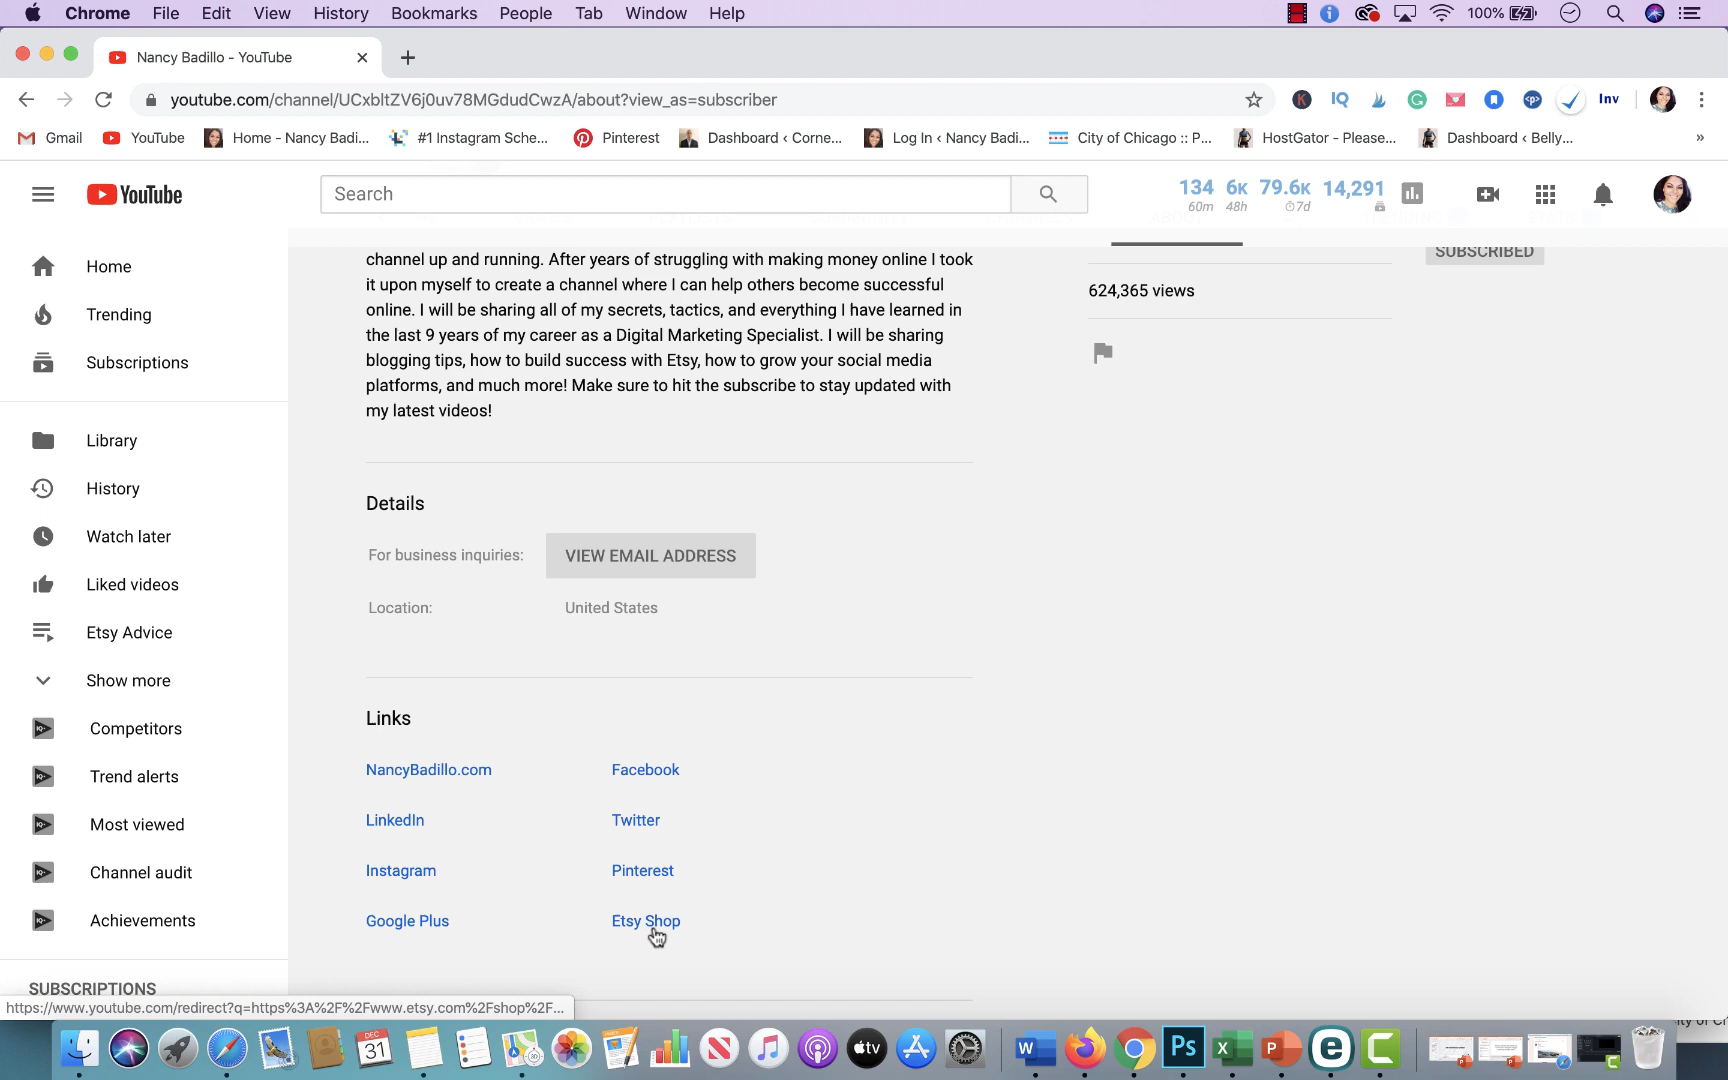 Chrome File Edit View History Bookmarks People Tab Window Help 100%
Nancy Badillo - YouTube
youtube.com/channel/UCxbltZV6j0uv78MGdudCwzA/about?view_as=subscriber IQ Inv
Gmail YouTube Home - Nancy Badi... #1 Instagram Sche... Pinterest Dashboard ‹ Corne... Log In ‹ Nancy Badi... City of Chicago :: P... HostGator - Please... Dashboard ‹ Belly... »
YouTube Search 134 6K 79.6K 14,291
60m 48h 7d
SUBSCRIBED
channel up and running. After years of struggling with making money online I took
it upon myself to create a channel where I can help others become successful
online. I will be sharing all of my secrets, tactics, and everything I have learned in
the last 9 years of my career as a Digital Marketing Specialist. I will be sharing
blogging tips, how to build success with Etsy, how to grow your social media
platforms, and much more! Make sure to hit the subscribe to stay updated with
my latest videos!
624,365 views
Home
Trending
Subscriptions
Library
History
Watch later
Liked videos
Etsy Advice
Show more
Competitors
Trend alerts
Most viewed
Channel audit
Achievements
SUBSCRIPTIONS
Details
For business inquiries: VIEW EMAIL ADDRESS
Location: United States
Links
NancyBadillo.com Facebook
LinkedIn Twitter
Instagram Pinterest
Google Plus Etsy Shop
https://www.youtube.com/redirect?q=https%3A%2F%2Fwww.etsy.com%2Fshop%2F...
DEC
31
3D
tv
W
Ps
X
P
e
C